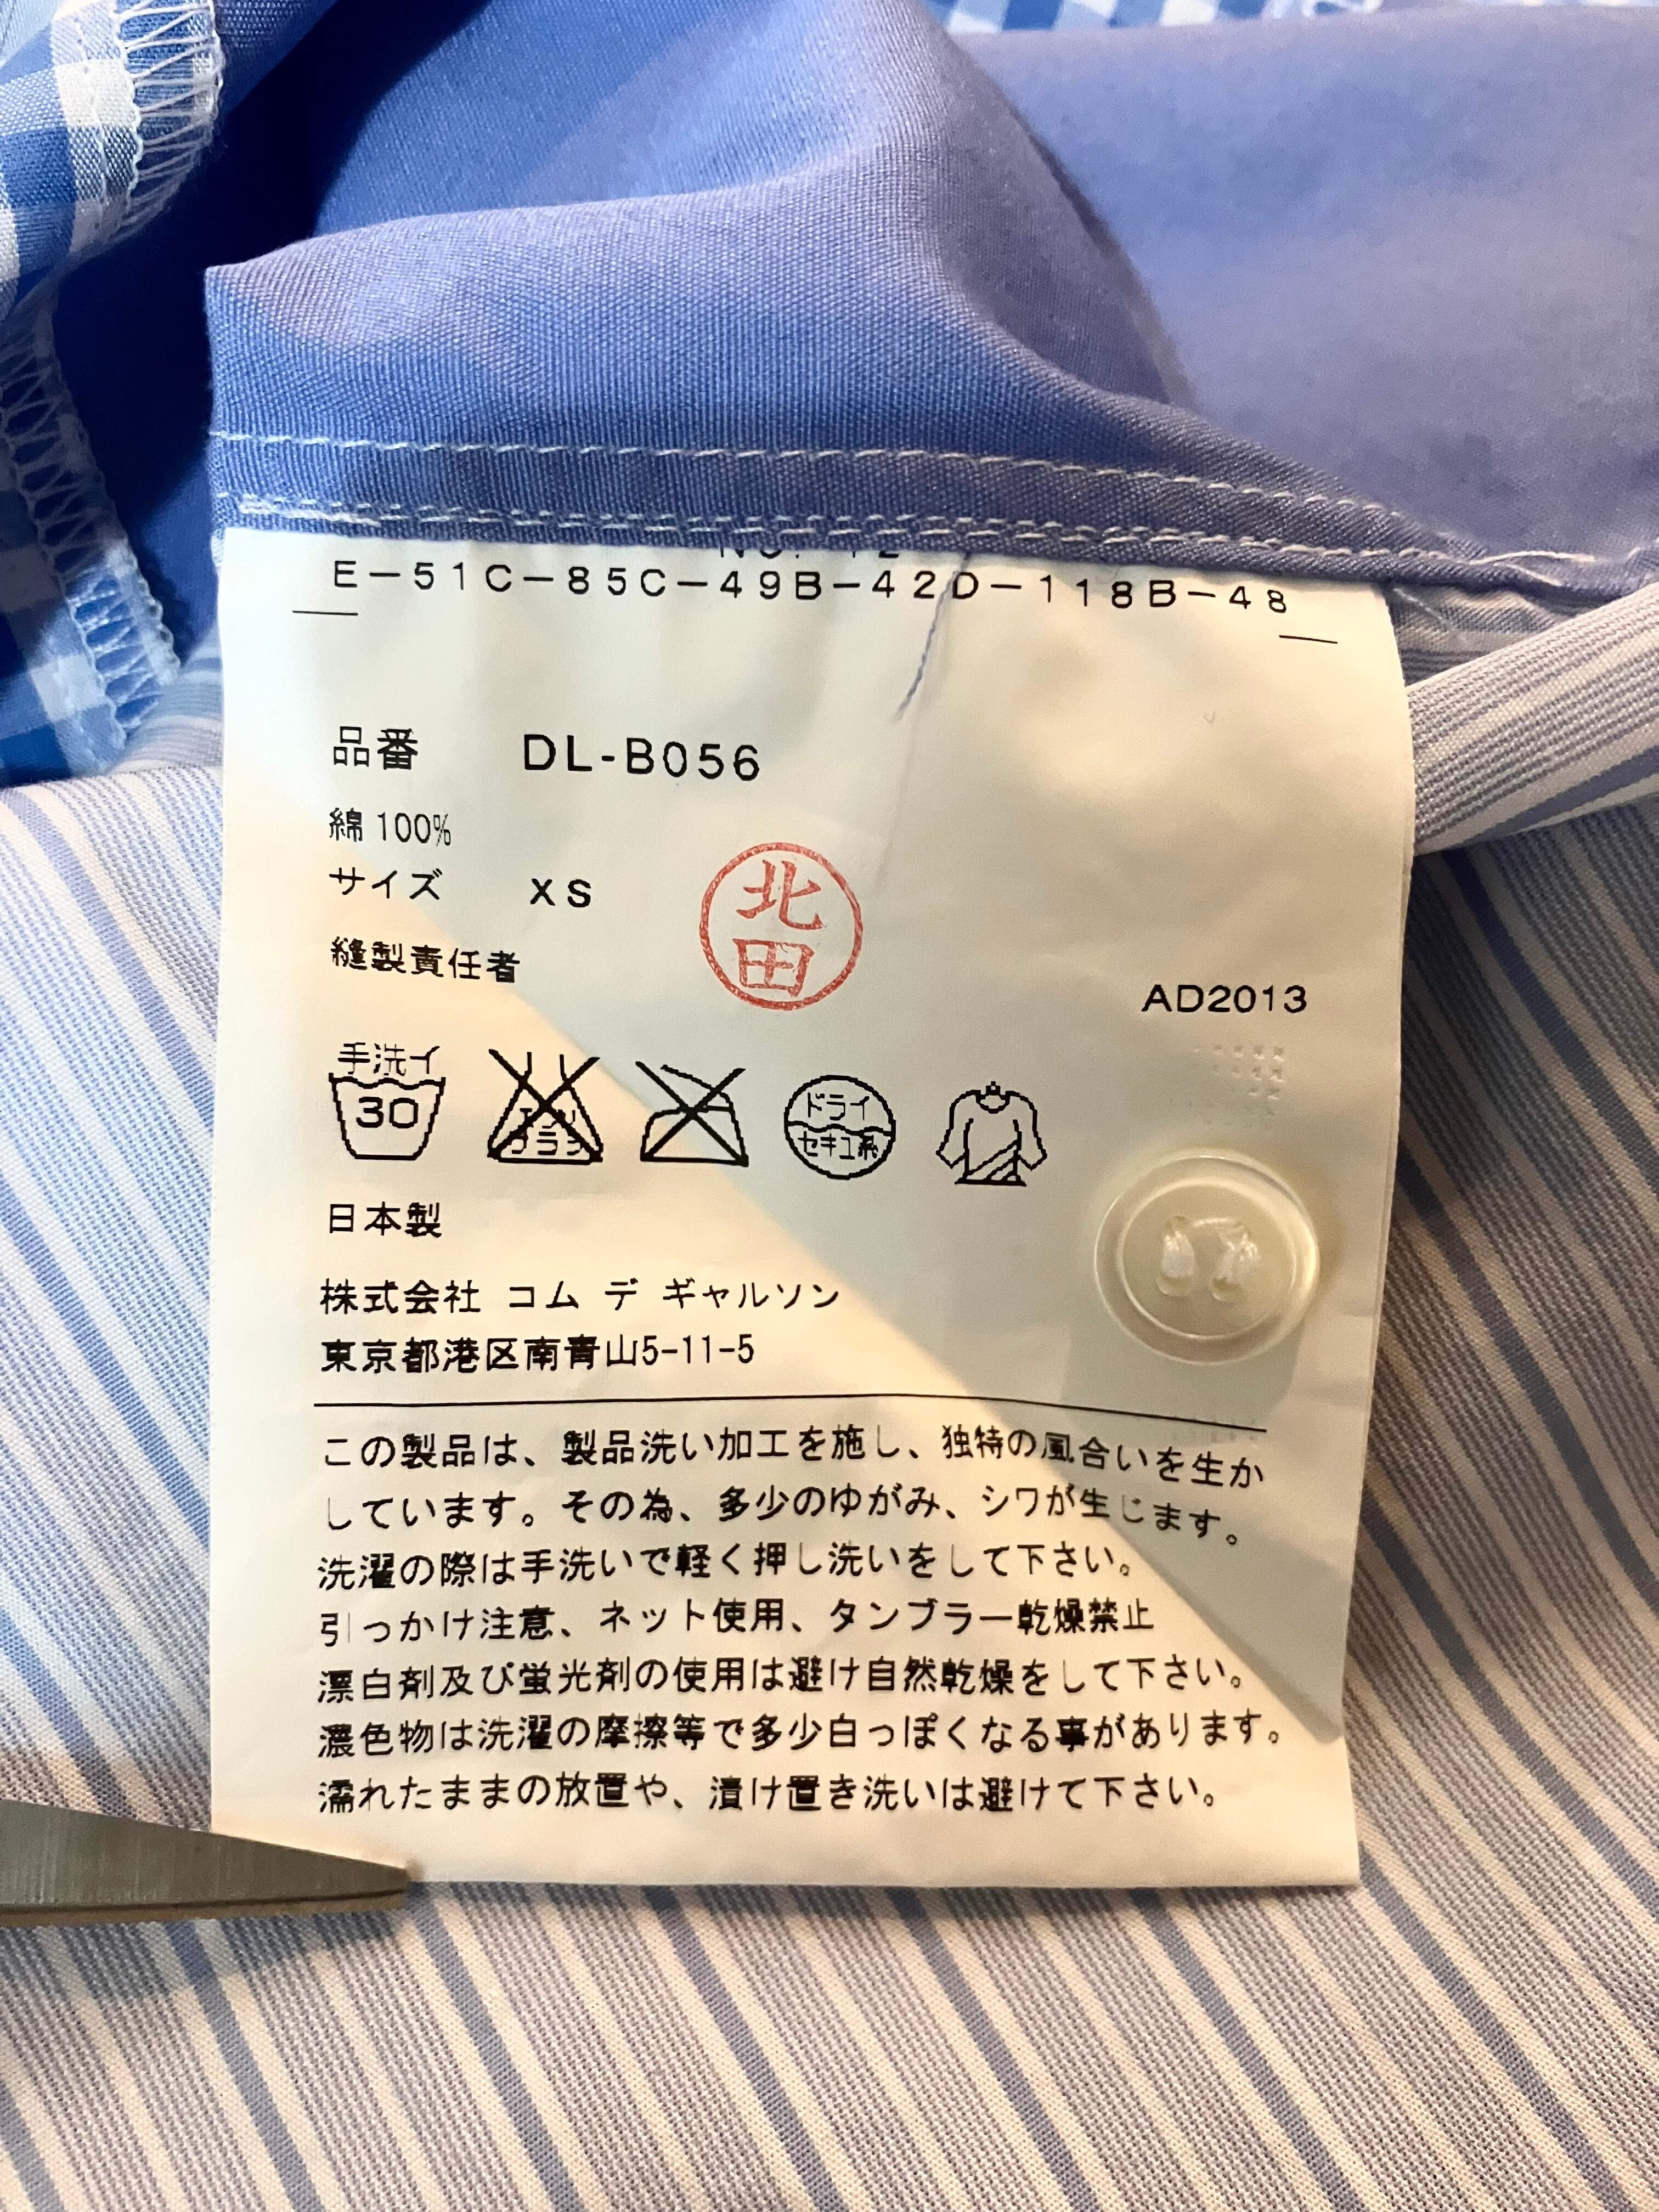 E-51C-85C-49B-42D-118B-48
品番 DL-B056
綿100%
サイズ XS
縫製責任者
北田
AD2013
手洗イ
30
エンソ
サラシ
ドライ
セキユ系
日本製
株式会社 コム デ ギャルソン
東京都港区南青山5-11-5
この製品は、製品洗い加工を施し、独特の風合いを生か
しています。その為、多少のゆがみ、シワが生じます。
洗濯の際は手洗いで軽く押し洗いをして下さい。
引っかけ注意、ネット使用、タンブラー乾燥禁止
漂白剤及び蛍光剤の使用は避け自然乾燥をして下さい。
濃色物は洗濯の摩擦等で多少白っぽくなる事があります。
濡れたままの放置や、漬け置き洗いは避けて下さい。